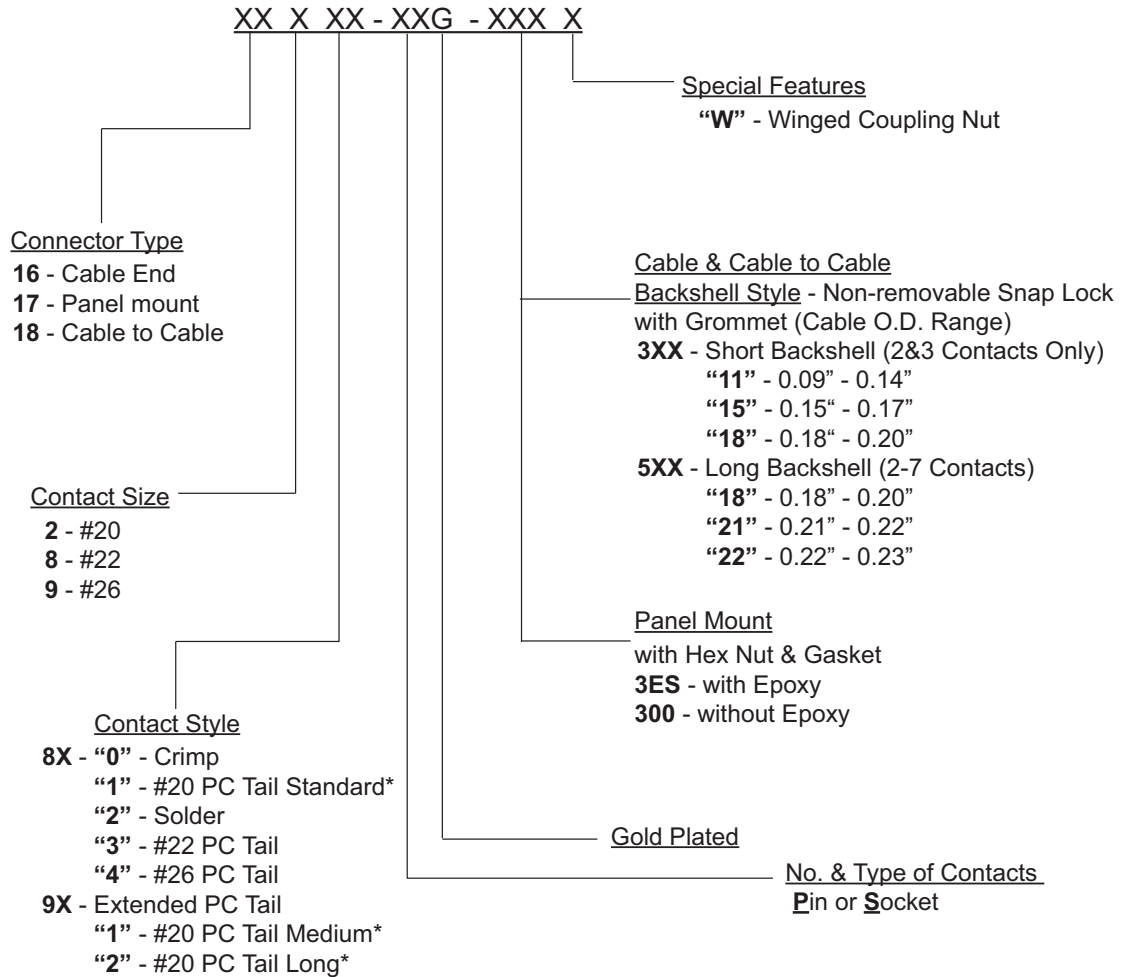 XX X XX - XXG - XXX X
Special Features
“W” - Winged Coupling Nut
Connector Type
16 - Cable End
17 - Panel mount
18 - Cable to Cable
Cable & Cable to Cable
Backshell Style - Non-removable Snap Lock
with Grommet (Cable O.D. Range)
3XX - Short Backshell (2&3 Contacts Only)
“11” - 0.09” - 0.14”
“15” - 0.15“ - 0.17”
“18” - 0.18“ - 0.20”
5XX - Long Backshell (2-7 Contacts)
“18” - 0.18” - 0.20”
“21” - 0.21” - 0.22”
“22” - 0.22” - 0.23”
Contact Size
2 - #20
8 - #22
9 - #26
Panel Mount
with Hex Nut & Gasket
3ES - with Epoxy
300 - without Epoxy
Contact Style
8X - “0” - Crimp
“1” - #20 PC Tail Standard*
“2” - Solder
“3” - #22 PC Tail
“4” - #26 PC Tail
9X - Extended PC Tail
“1” - #20 PC Tail Medium*
“2” - #20 PC Tail Long*
Gold Plated
No. & Type of Contacts
Pin or Socket